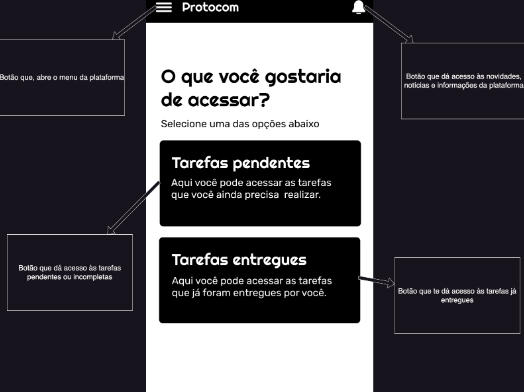 Protocom
Botão que, abre o menu da plataforma
Botão que dá acesso às novidades,
notícias e informações da plataforma
O que você gostaria
de acessar?
Selecione uma das opções abaixo
Tarefas pendentes
Aqui você pode acessar as tarefas
que você ainda precisa realizar.
Botão que dá acesso às tarefas
pendentes ou incompletas
Tarefas entregues
Aqui você pode acessar as tarefas
que já foram entregues por você.
Botão que te dá acesso às tarefas já
entregues